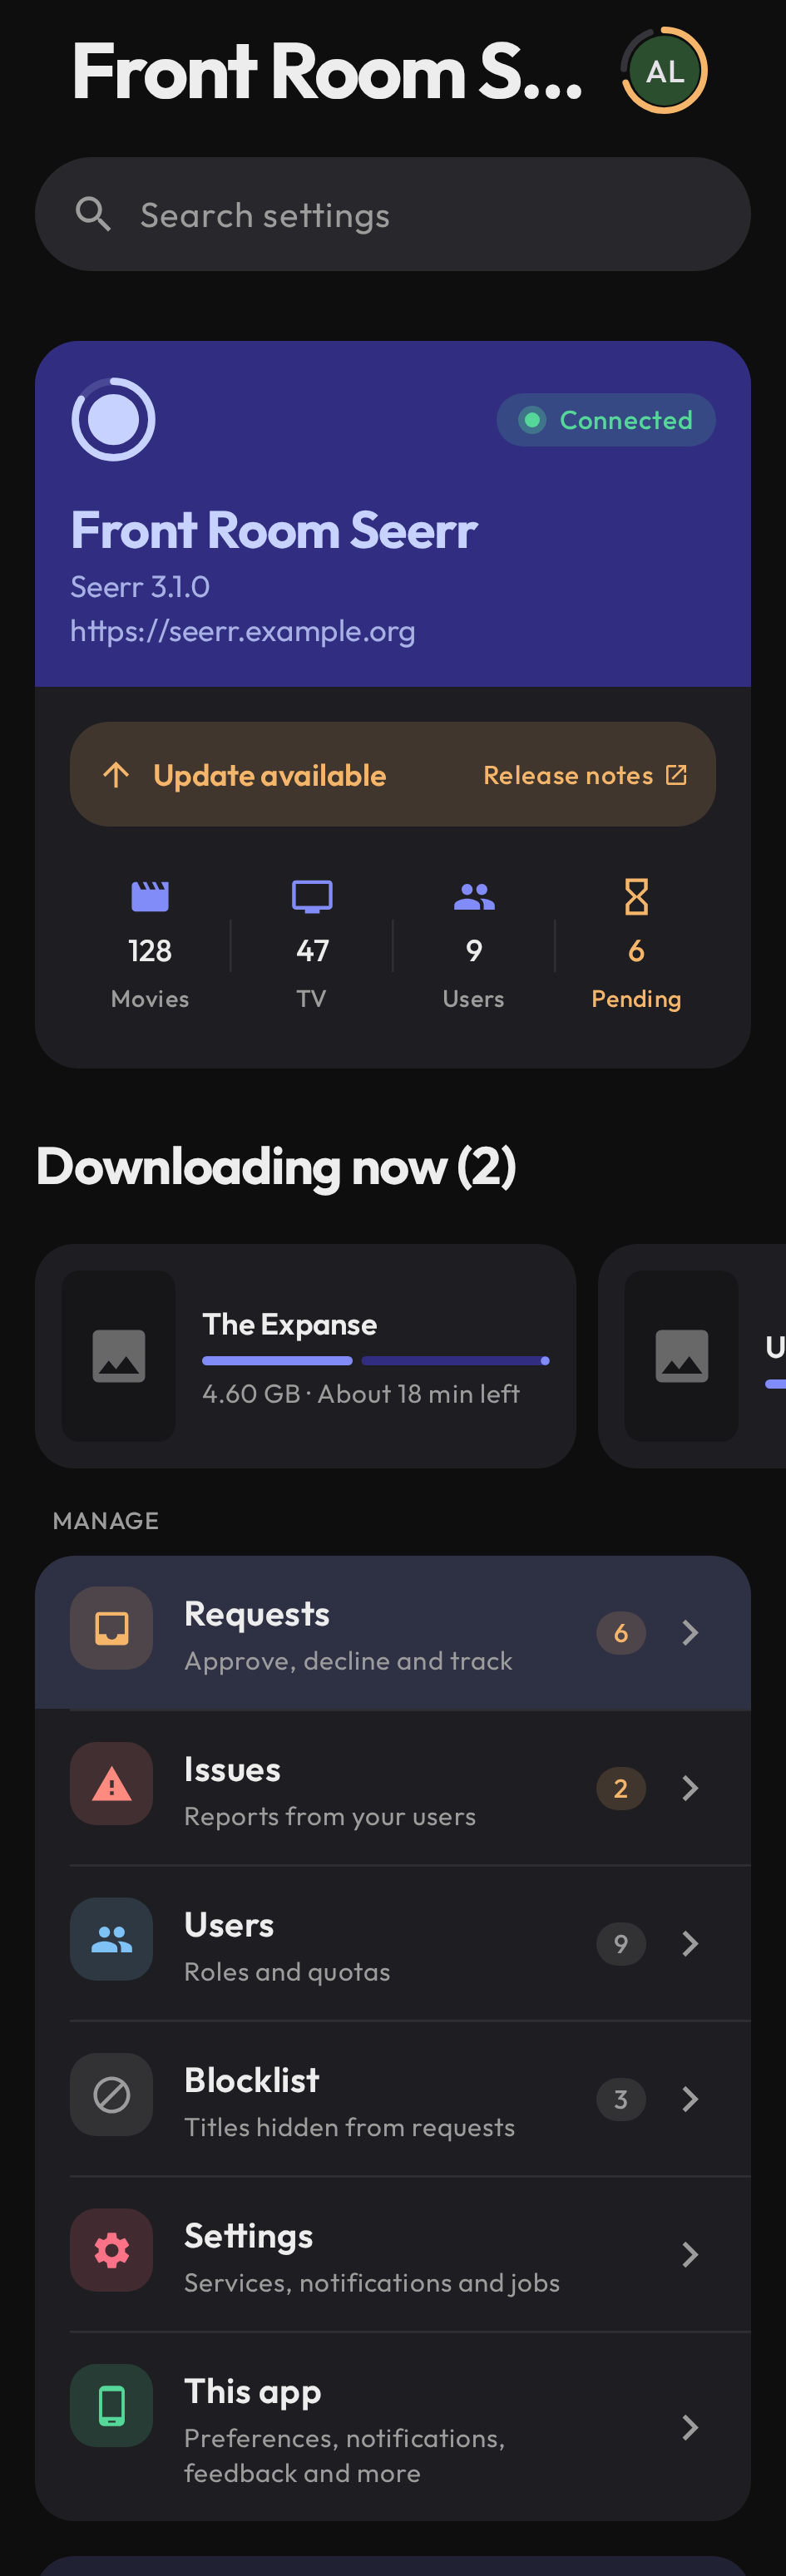 Front Room S...
AL
Search settings
Connected
Front Room Seerr
Seerr 3.1.0
https://seerr.example.org
Update available
Release notes
128
47
9
6
Movies
TV
Users
Pending
Downloading now (2)
The Expanse
4.60 GB · About 18 min left
U
MANAGE
Requests
Approve, decline and track
6
Issues
Reports from your users
2
Users
Roles and quotas
9
Blocklist
Titles hidden from requests
3
Settings
Services, notifications and jobs
This app
Preferences, notifications,
feedback and more